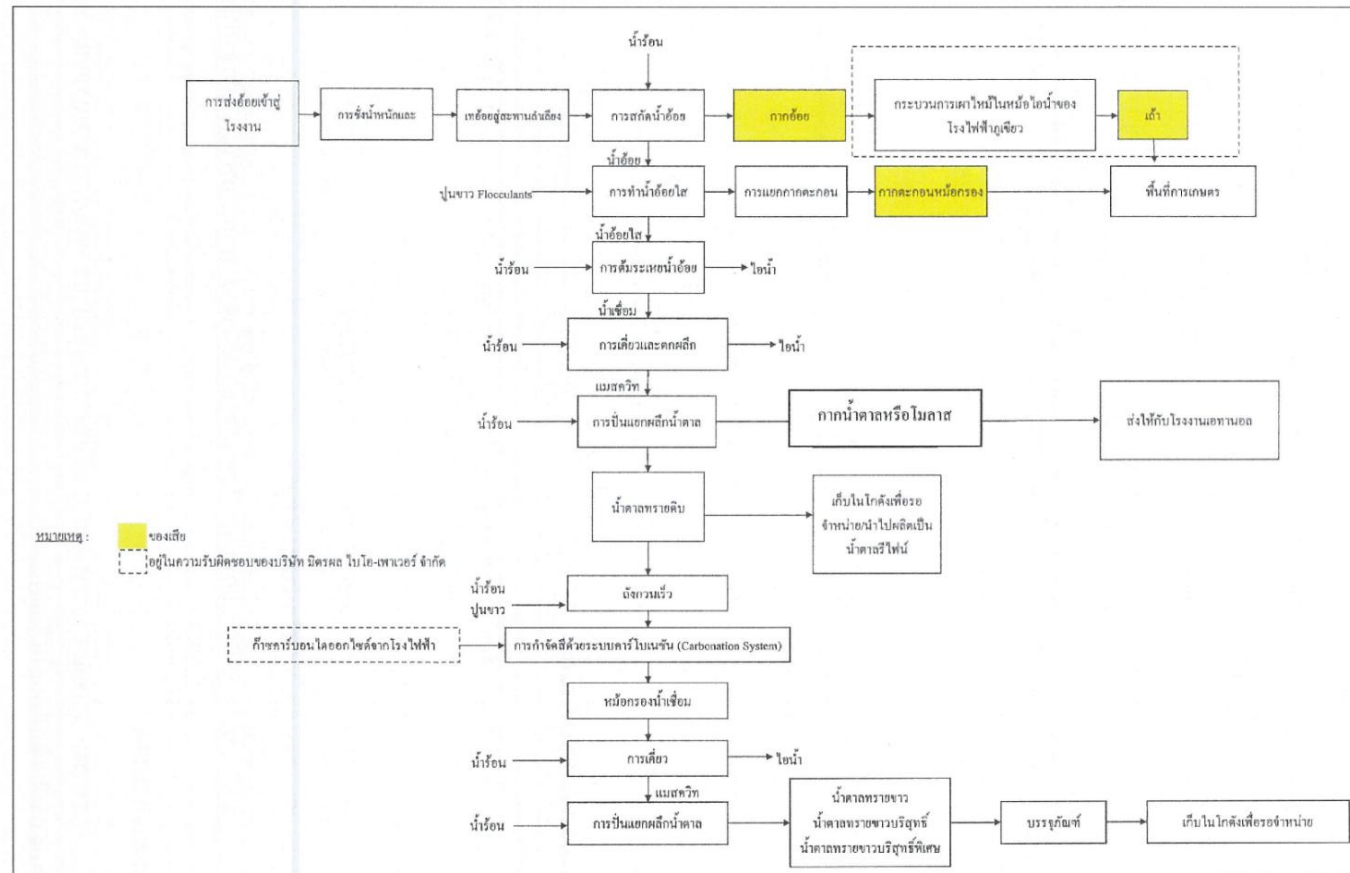 น้ำร้อน
การส่งอ้อยเข้าสู่
โรงงาน
การชั่งน้ำหนักและ
เทอ้อยสู่สะพานลำเลียง
การสกัดน้ำอ้อย
กากอ้อย
กระบวนการเผาไหม้ในหม้อไอน้ำของ
โรงไฟฟ้าภูเขียว
เถ้า
น้ำอ้อย
ปูนขาว Flocculants
การทำน้ำอ้อยใส
การแยกกากตะกอน
กากตะกอนหม้อกรอง
พื้นที่การเกษตร
น้ำอ้อยใส
น้ำร้อน
การต้มระเหยน้ำอ้อย
ไอน้ำ
น้ำเชื่อม
น้ำร้อน
การเคี่ยวและตกผลึก
ไอน้ำ
แมสควิท
น้ำร้อน
การปั่นแยกผลึกน้ำตาล
กากน้ำตาลหรือโมลาส
ส่งให้กับโรงงานเอทานอล
น้ำตาลทรายดิบ
เก็บในโกดังเพื่อรอ
จำหน่าย/นำไปผลิตเป็น
น้ำตาลรีไฟน์
หมายเหตุ :
ของเสีย
อยู่ในความรับผิดชอบของบริษัท มิตรผล ไบโอ-เพาเวอร์ จำกัด
น้ำร้อน
ปูนขาว
ถังกวนเร็ว
ก๊าซคาร์บอนไดออกไซด์จากโรงไฟฟ้า
การกำจัดสีด้วยระบบคาร์โบเนชัน (Carbonation System)
หม้อกรองน้ำเชื่อม
น้ำร้อน
การเคี่ยว
ไอน้ำ
แมสควิท
น้ำร้อน
การปั่นแยกผลึกน้ำตาล
น้ำตาลทรายขาว
น้ำตาลทรายขาวบริสุทธิ์
น้ำตาลทรายขาวบริสุทธิ์พิเศษ
บรรจุภัณฑ์
เก็บในโกดังเพื่อรอจำหน่าย